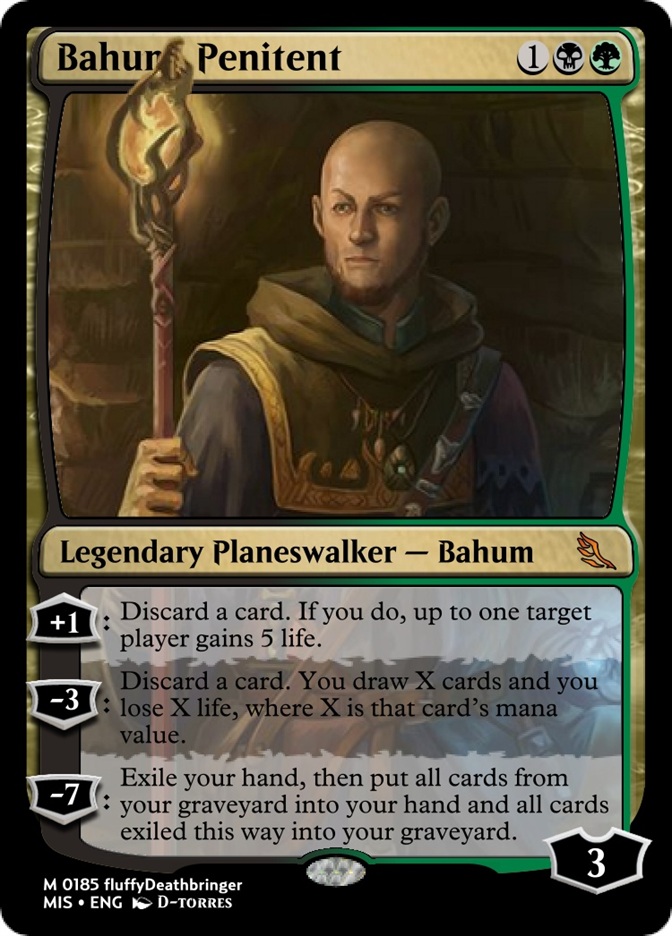 Bahum, Penitent 1
Legendary Planeswalker — Bahum
+1: Discard a card. If you do, up to one target
player gains 5 life.
-3: Discard a card. You draw X cards and you
lose X life, where X is that card's mana
value.
-7: Exile your hand, then put all cards from
your graveyard into your hand and all cards
exiled this way into your graveyard.
3
M 0185 fluffyDeathbringer
MIS • ENG D-TORRES